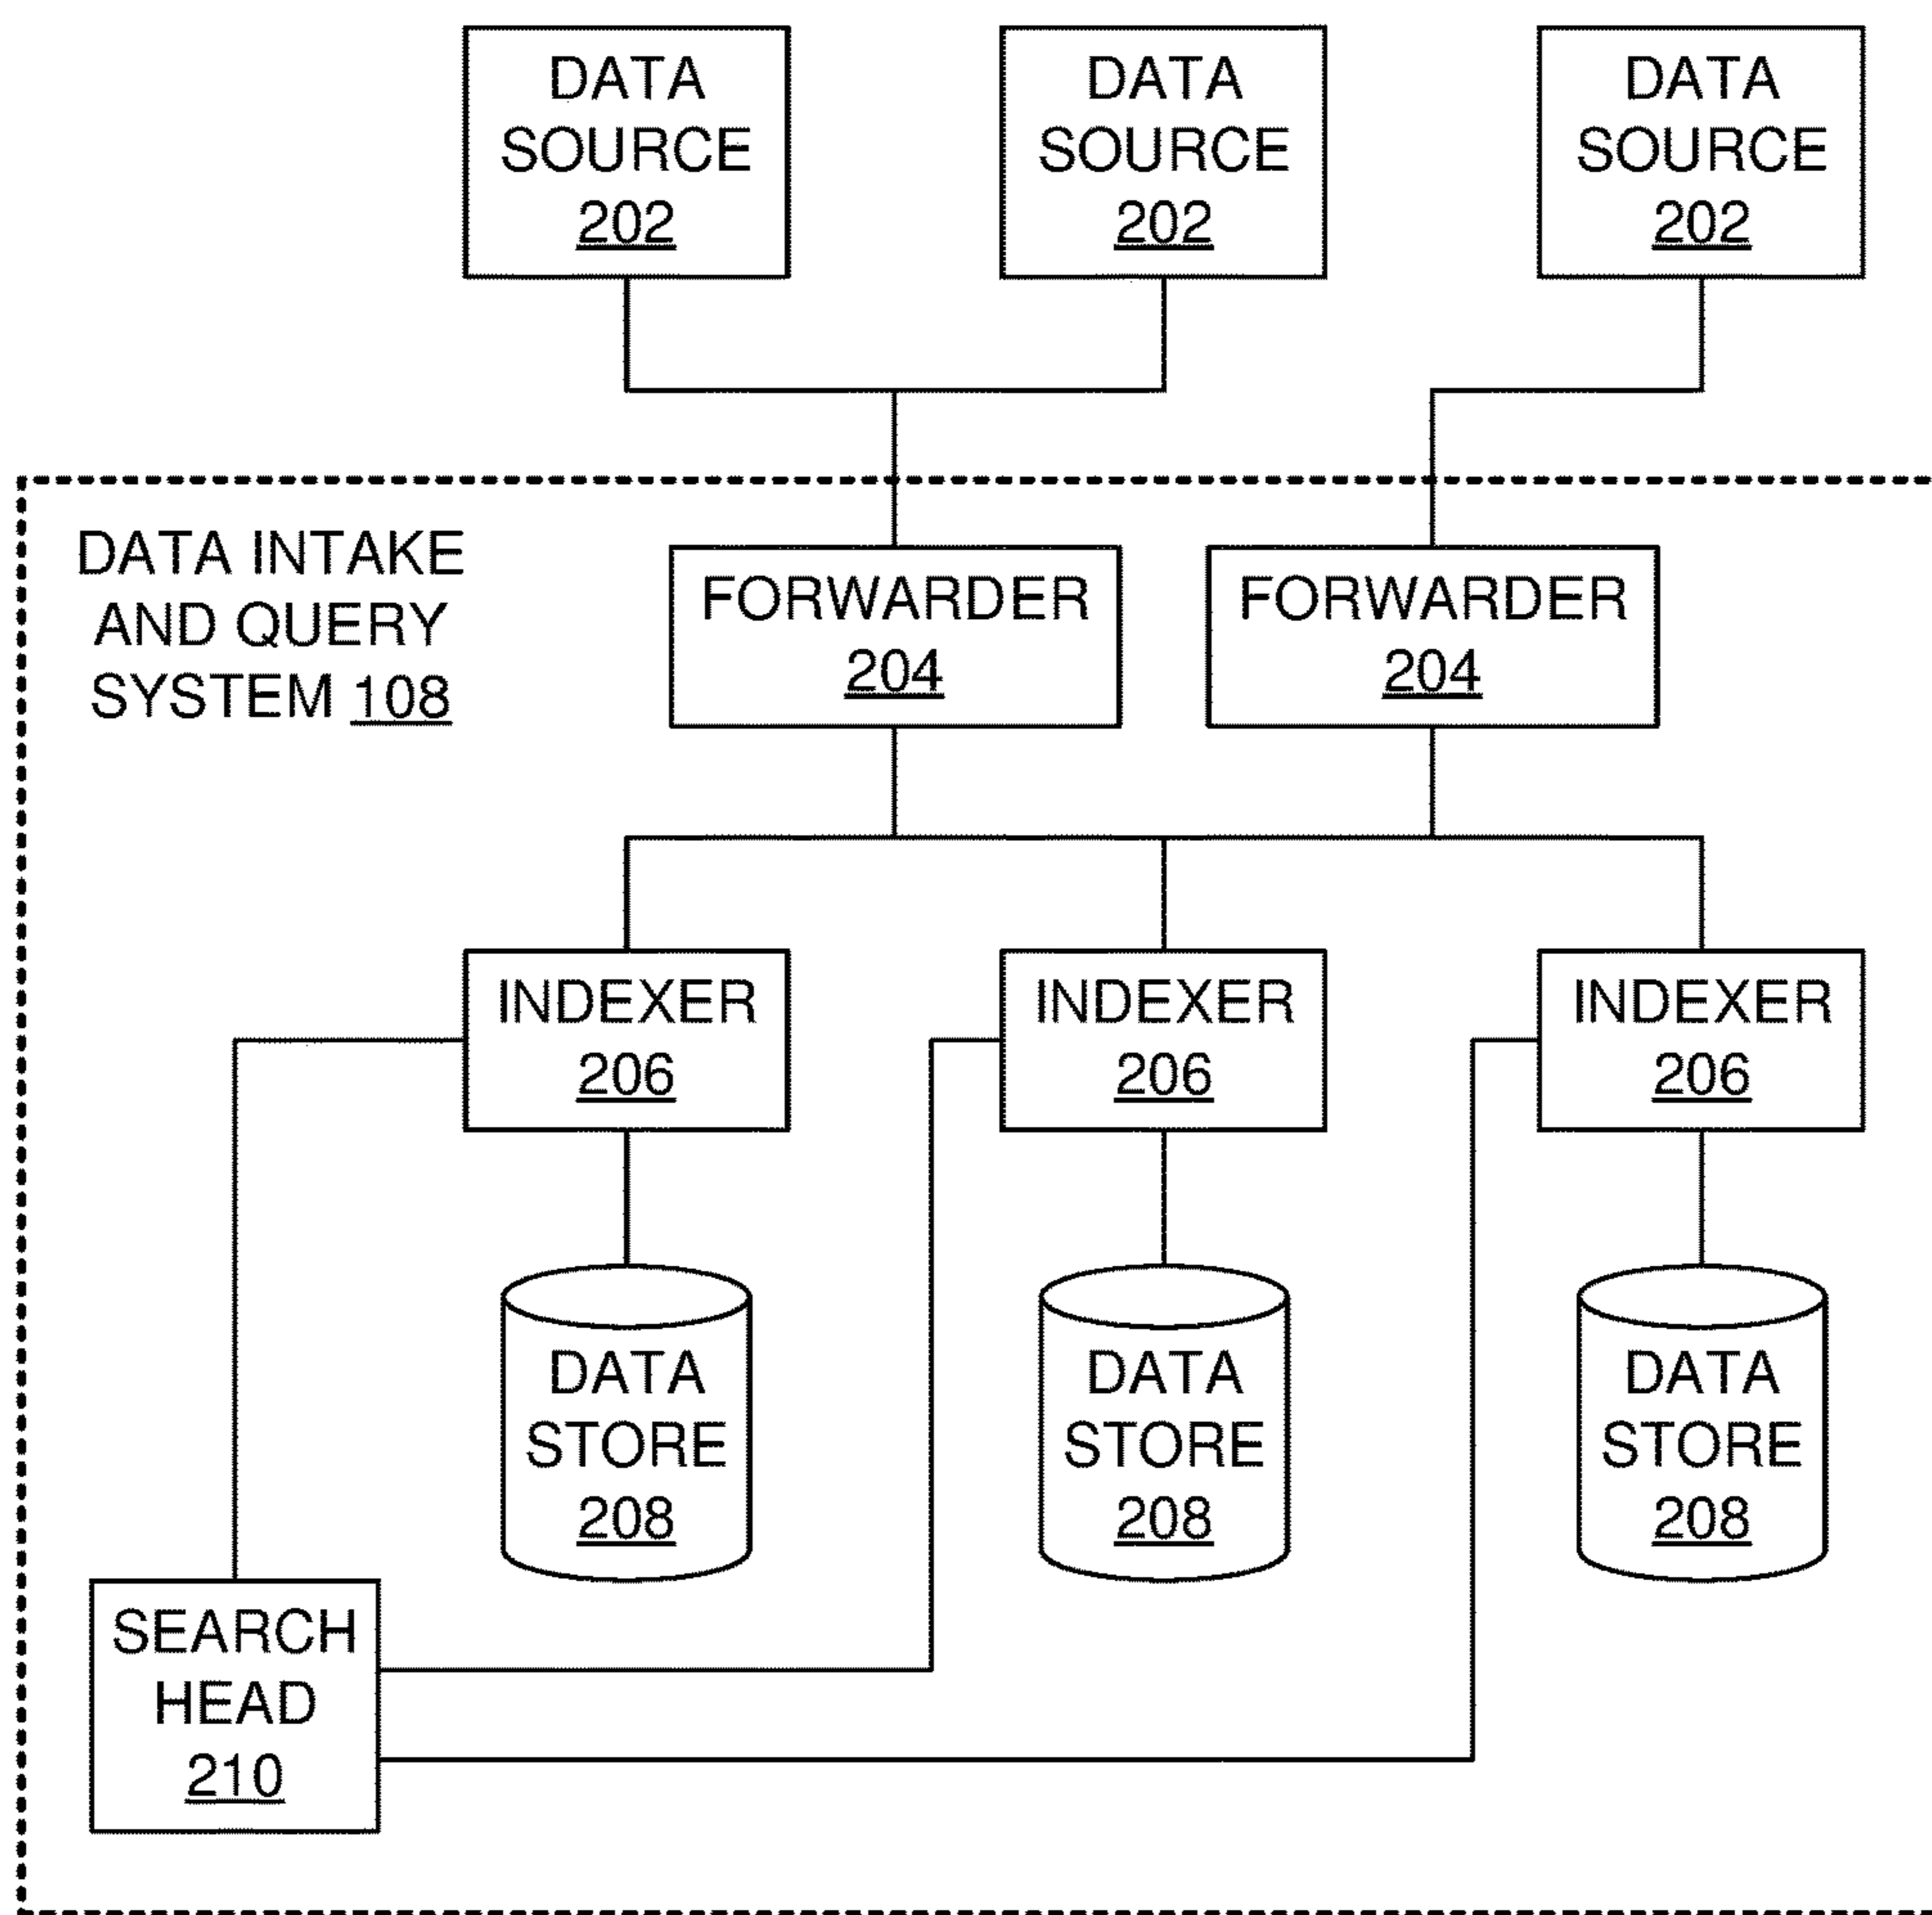 DATA
SOURCE
202
DATA
SOURCE
202
DATA
SOURCE
202
DATA INTAKE
AND QUERY
SYSTEM 108
FORWARDER
204
FORWARDER
204
INDEXER
206
INDEXER
206
INDEXER
206
DATA
STORE
208
DATA
STORE
208
DATA
STORE
208
SEARCH
HEAD
210